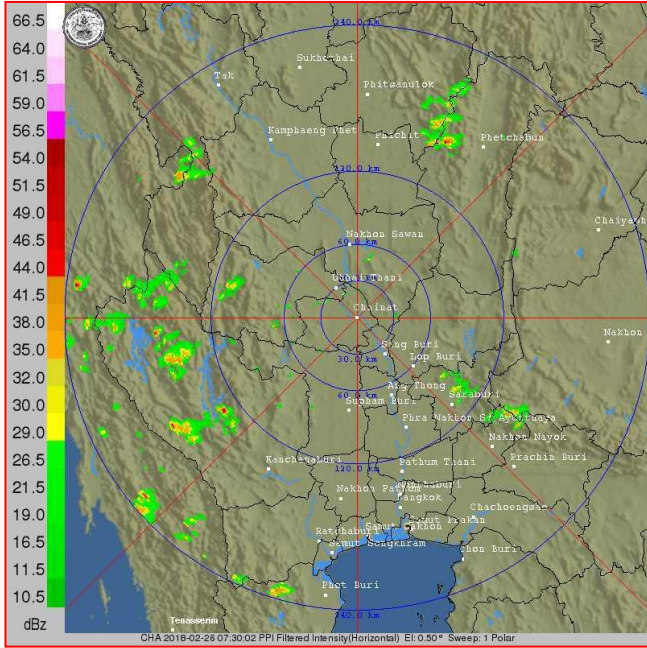 66.5
64.0
61.5
59.0
56.5
54.0
51.5
49.0
46.5
44.0
41.5
38.0
35.0
32.0
30.0
29.0
26.5
21.5
19.0
16.5
11.5
10.5
dBz
240.0 km
Sukhothai
Tak
Phitsanulok
Kamphaeng Phet
Phichit
Phetchabun
120.0 km
Chaiyaph
Nakhon Sawan
60.0 km
Uthai Thani
Chainat
Nakhon
30.0 km
Sing Buri
Lop Buri
60.0 km
Ang Thong
Saraburi
Suphan Buri
Phra Nakhon Si Ayutthaya
Nakhon Nayok
120.0 km
Kanchanaburi
Pathum Thani
Prachin Buri
Nakhon Pathom
Bangkok
Chachoengsao
Ratchaburi
Samut Songkhram
Chon Buri
Phet Buri
240.0 km
Tenasserim
CHA 2018-02-26 07:30:02 PPI Filtered Intensity(Horizontal) El: 0.50° Sweep: 1 Polar